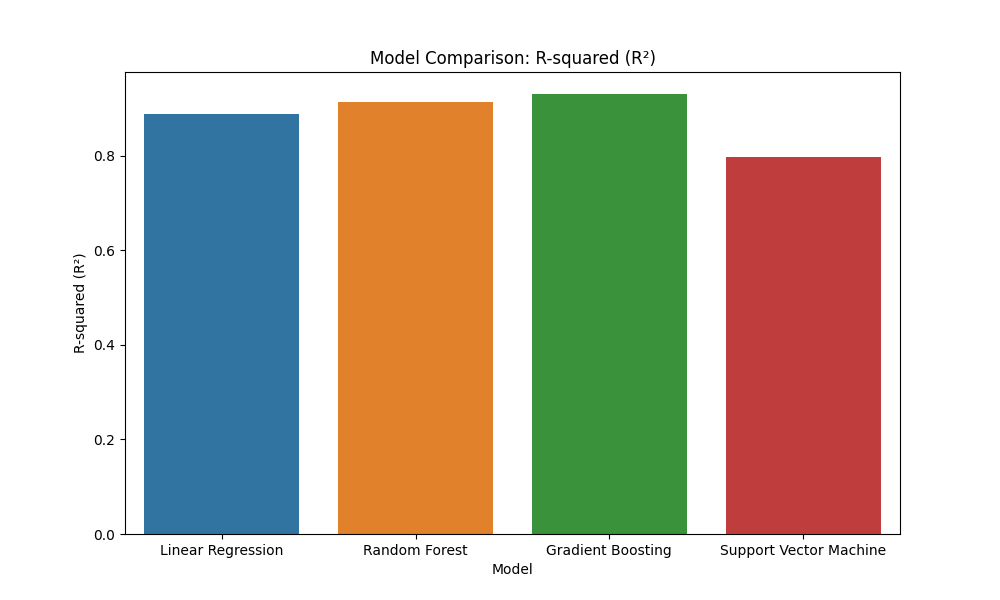 Model Comparison: R-squared (R²)
R-squared (R²)
0.8
0.6
0.4
0.2
0.0
Linear Regression Random Forest Gradient Boosting Support Vector Machine
Model